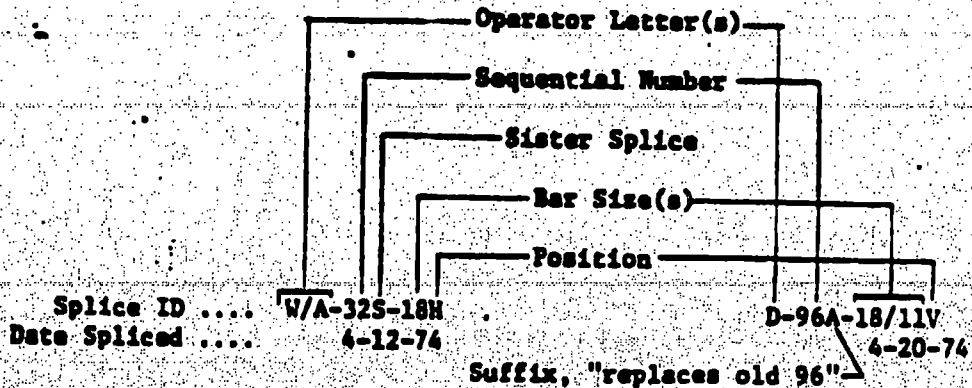 Operator Letter(s)
Sequential Number
Sister Splice
Bar Size(s)
Position
Splice ID .... W/A-32S-18H D-96A-18/11V
Date Spliced .... 4-12-74 4-20-74
Suffix, "replaces old 96"